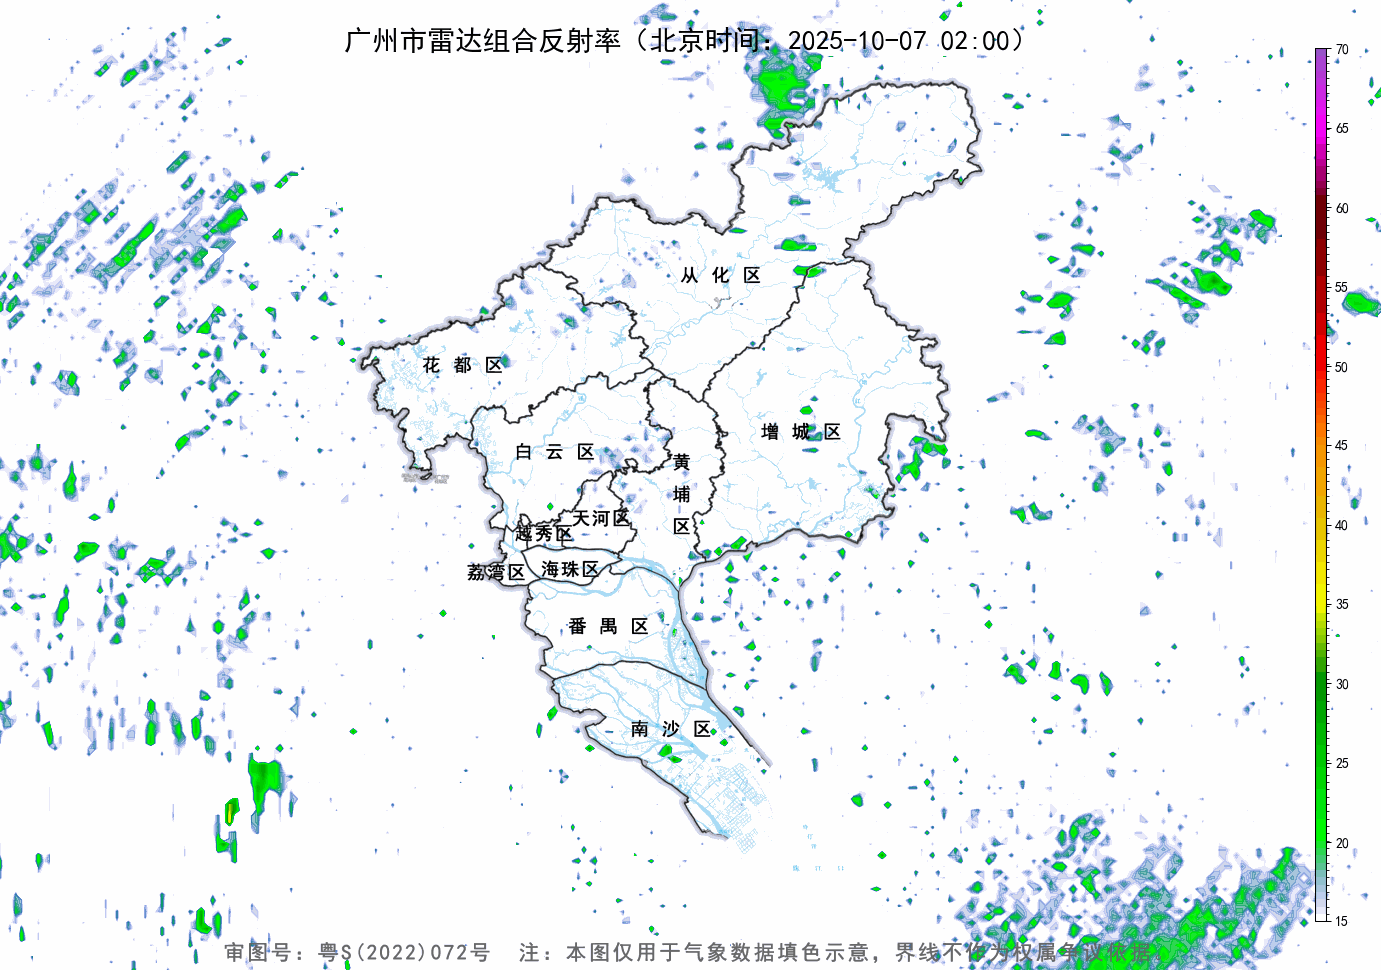 广州市雷达组合反射率（北京时间：2025-10-07 02:00）
70
65
60
55
50
45
40
35
30
25
20
15
从化区
花都区
增城区
白云区
黄埔区
天河区
越秀区
荔湾区
海珠区
番禺区
南沙区
审图号：粤S(2022)072号 注：本图仅用于气象数据填色示意，界线不作为权属争议依据。